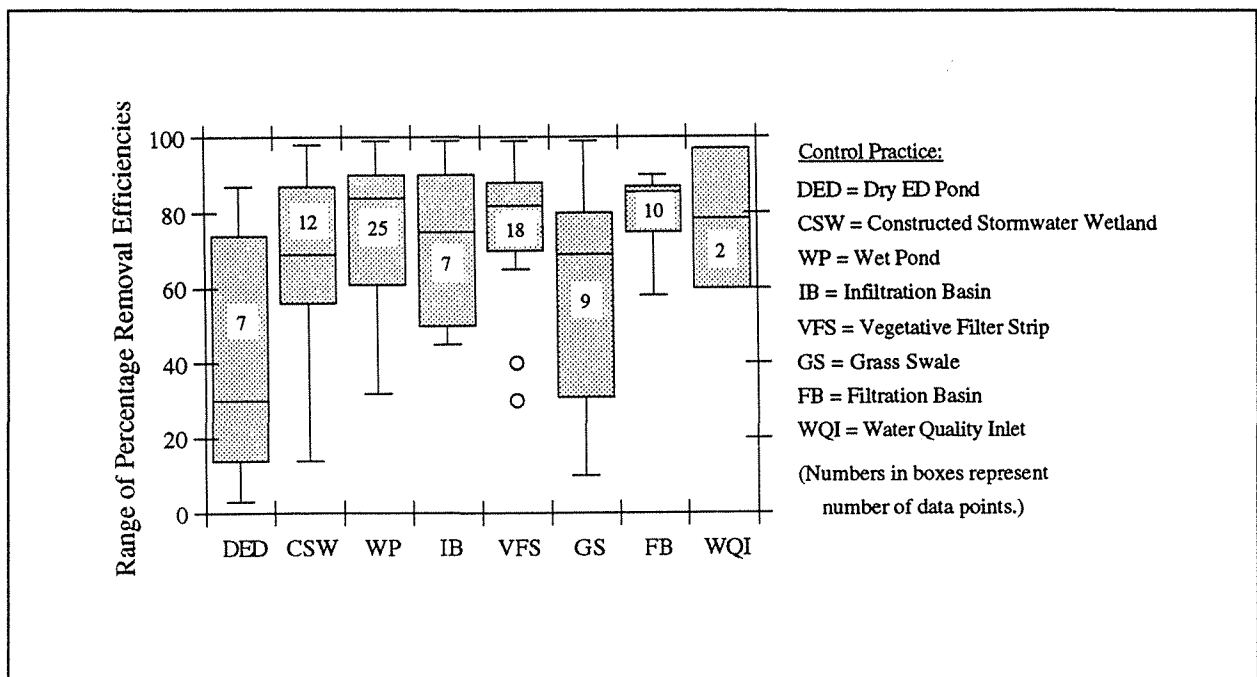 Range of Percentage Removal Efficiencies
100
80
60
40
20
0
7
12
25
7
18
9
10
2
DED CSW WP IB VFS GS FB WQI
Control Practice:
DED = Dry ED Pond
CSW = Constructed Stormwater Wetland
WP = Wet Pond
IB = Infiltration Basin
VFS = Vegetative Filter Strip
GS = Grass Swale
FB = Filtration Basin
WQI = Water Quality Inlet
(Numbers in boxes represent
number of data points.)